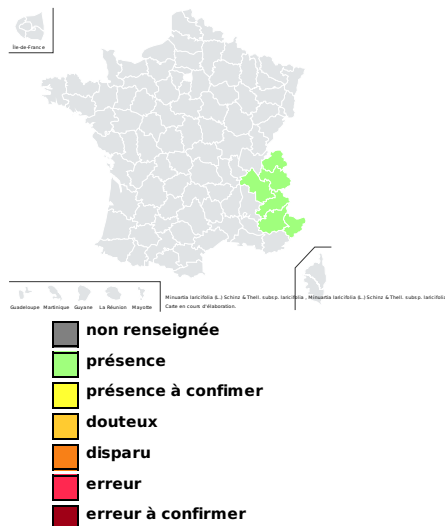 Île-de-France
Guadeloupe Martinique Guyane La Réunion Mayotte
Minuartia laricifolia (L.) Schinz & Thell. subsp. laricifolia , Minuartia laricifolia (L.) Schinz & Thell. subsp. laricifolia
Carte en cours d'élaboration.
non renseignée
présence
présence à confimer
douteux
disparu
erreur
erreur à confirmer